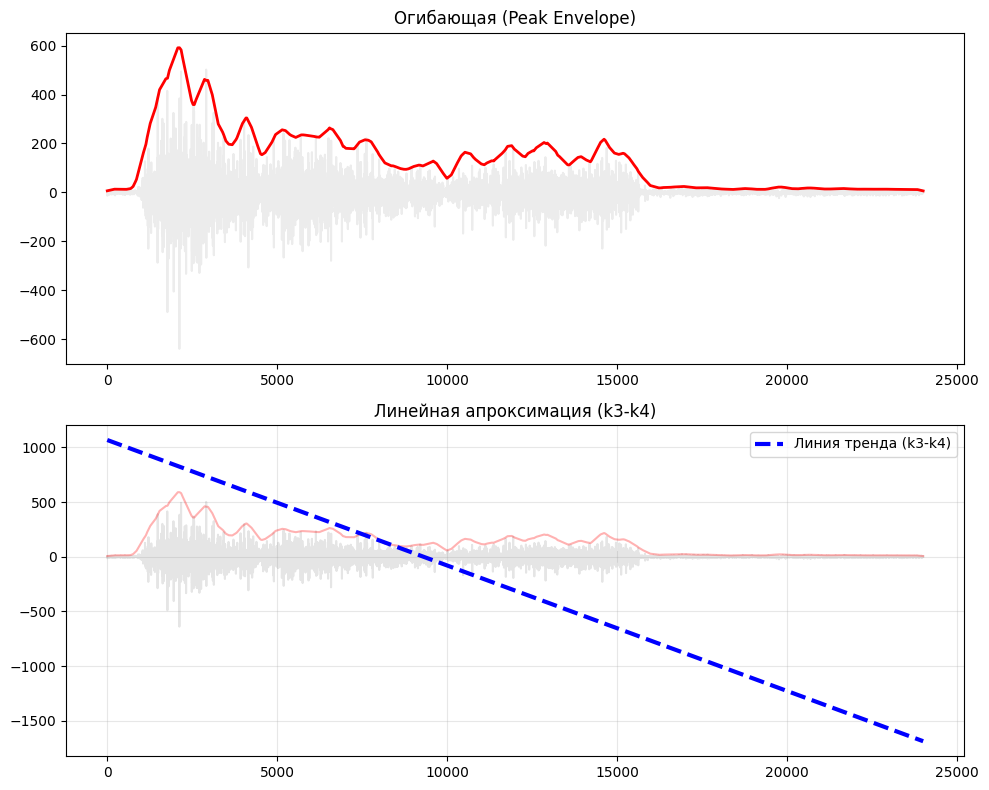 Огибающая (Peak Envelope)
600
400
200
0
−200
−400
−600
0 5000 10000 15000 20000 25000
Линейная апроксимация (k3-k4)
Линия тренда (k3-k4)
1000
500
0
−500
−1000
−1500
0 5000 10000 15000 20000 25000